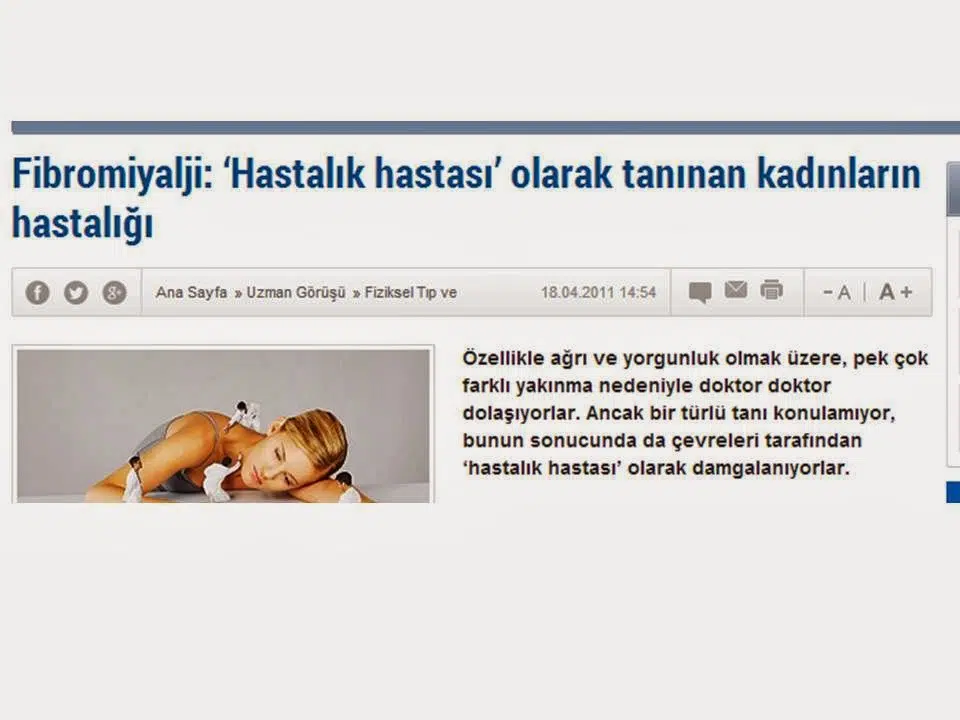 Fibromiyalji: ‘Hastalık hastası’ olarak tanınan kadınların
hastalığı
Ana Sayfa » Uzman Görüşü » Fiziksel Tıp ve 18.04.2011 14:54 - A | A +
Özellikle ağrı ve yorgunluk olmak üzere, pek çok
farklı yakınma nedeniyle doktor doktor
dolaşıyorlar. Ancak bir türlü tanı konulamıyor,
bunun sonucunda da çevreleri tarafından
‘hastalık hastası’ olarak damgalanıyorlar.